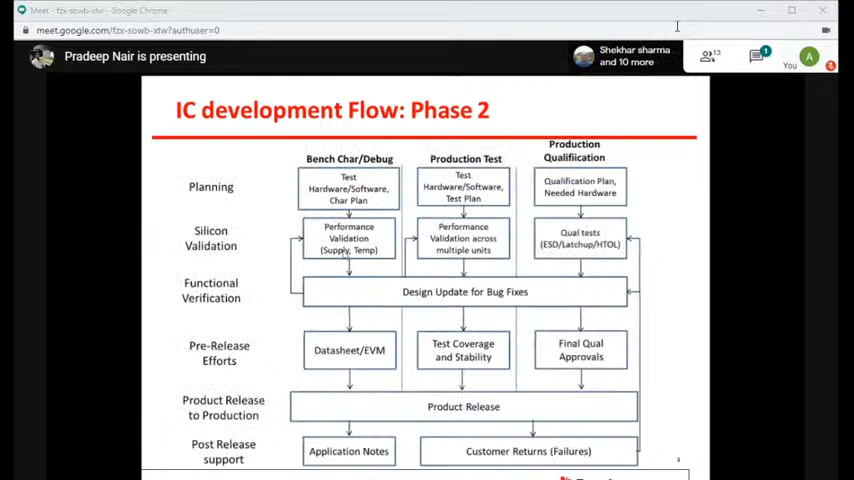 Meet - fzx-sowb-xtw - Google Chrome
meet.google.com/fzx-sowb-xtw?authuser=0
Pradeep Nair is presenting
Shekhar sharma
and 10 more
13
1
You
A
IC development Flow: Phase 2
Bench Char/Debug
Production Test
Production
Qualifiication
Planning
Test
Hardware/Software,
Char Plan
Test
Hardware/Software,
Test Plan
Qualification Plan,
Needed Hardware
Silicon
Validation
Performance
Validation
(Supply, Temp)
Performance
Validation across
multiple units
Qual tests
(ESD/Latchup/HTOL)
Functional
Verification
Design Update for Bug Fixes
Pre-Release
Efforts
Datasheet/EVM
Test Coverage
and Stability
Final Qual
Approvals
Product Release
to Production
Product Release
Post Release
support
Application Notes
Customer Returns (Failures)
5